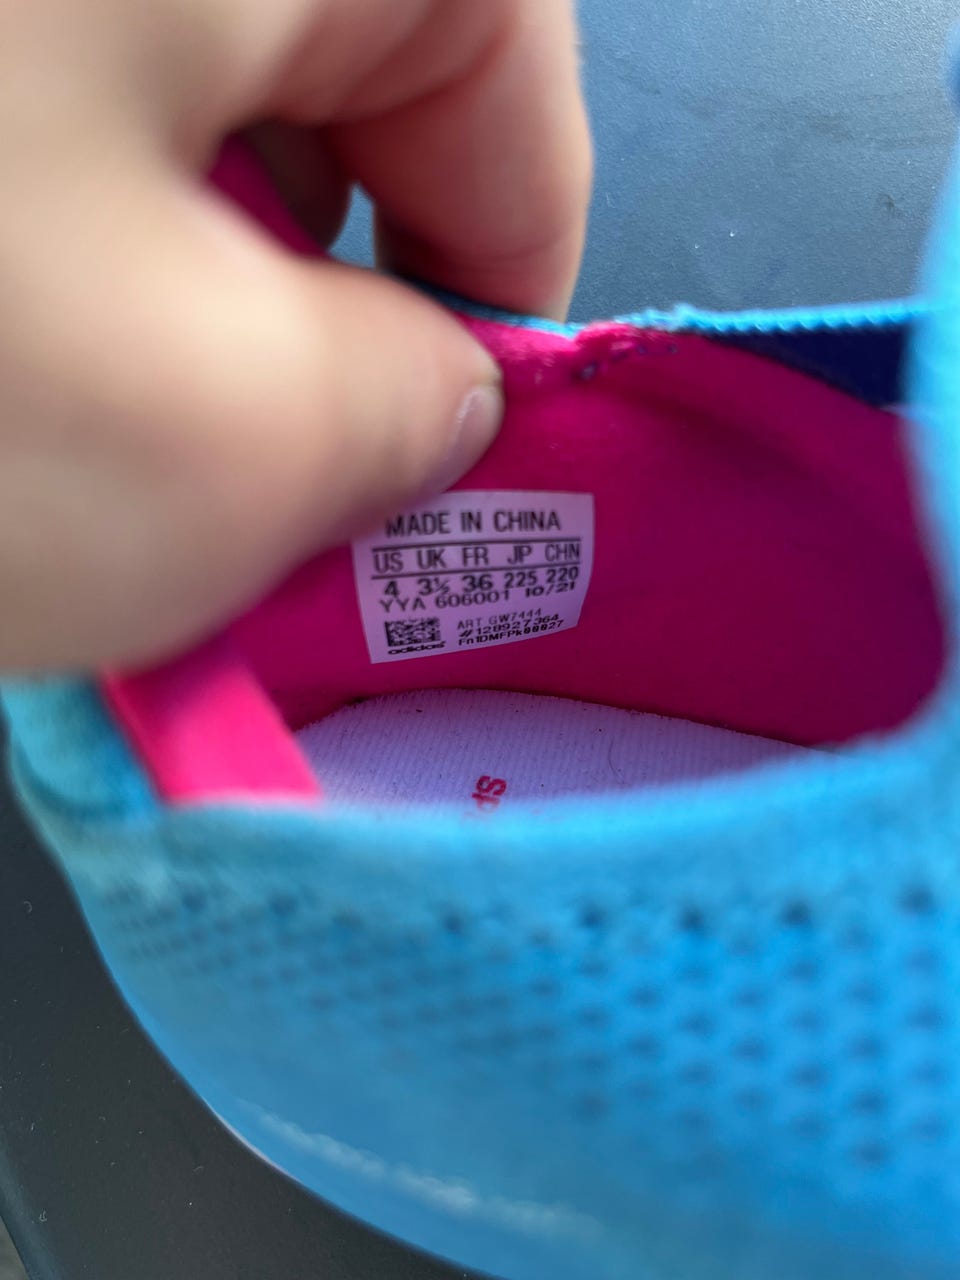 MADE IN CHINA
US UK FR JP CHN
4 3½ 36 225 220
YYA 606001 10/21
ART GW7444
#128927364
adidas